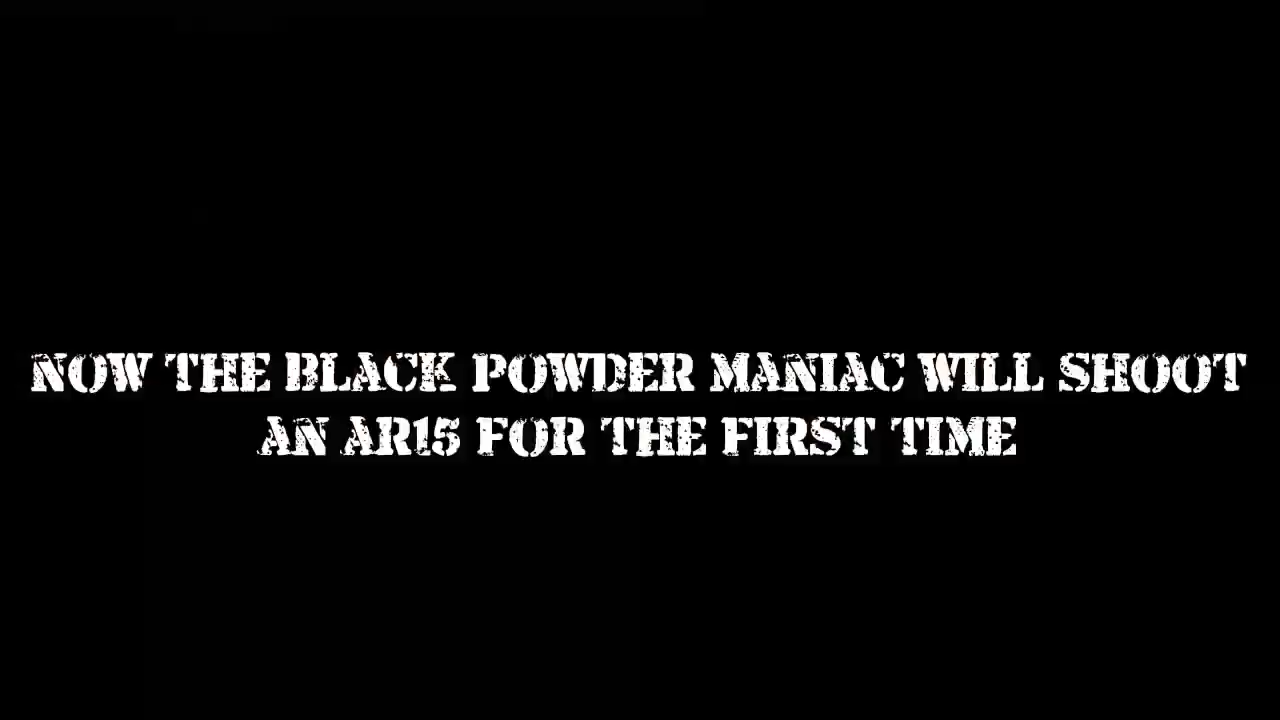 NOW THE BLACK POWDER MANIAC WILL SHOOT
AN AR15 FOR THE FIRST TIME